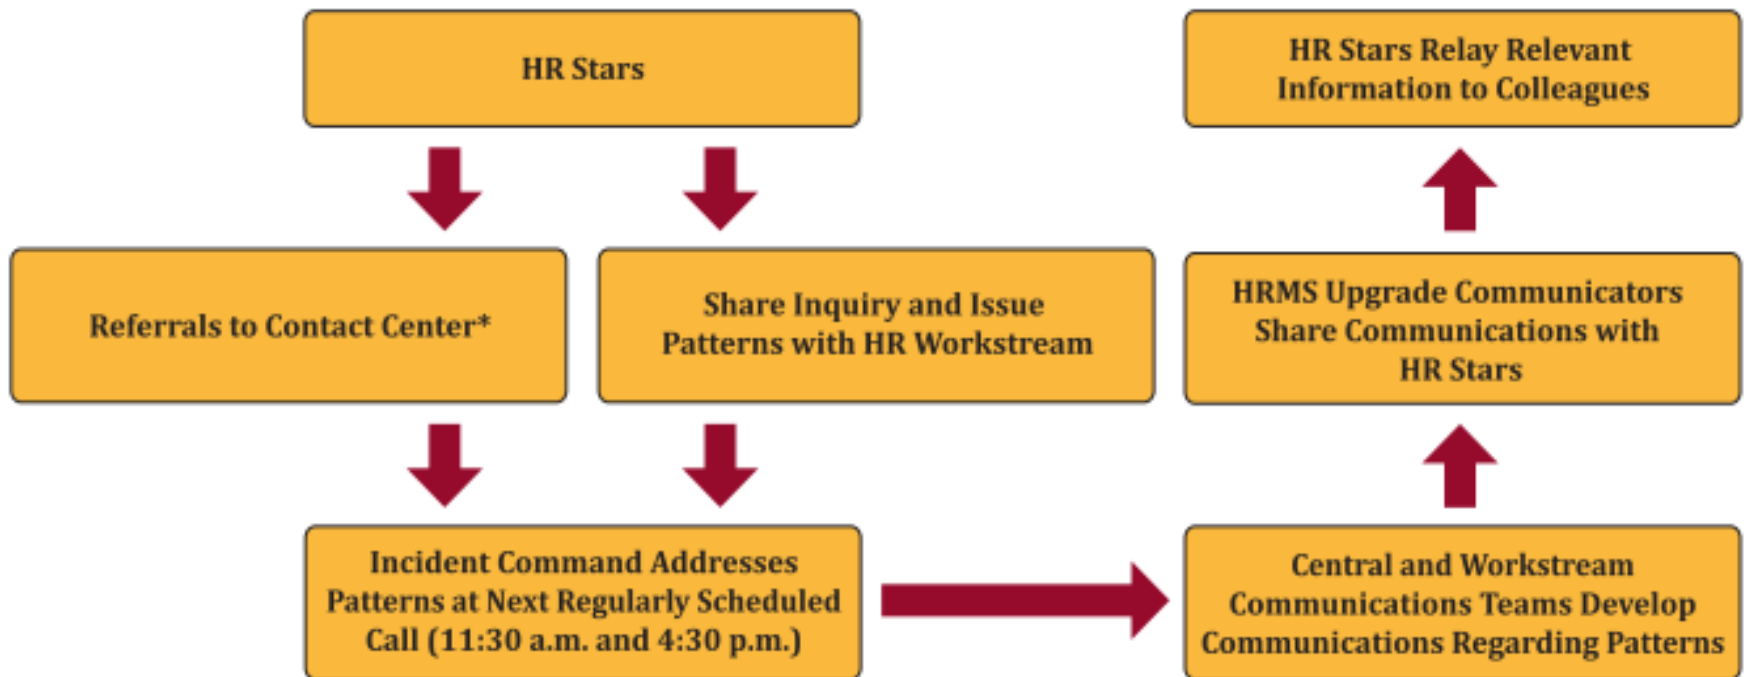 HR Stars
Referrals to Contact Center*
Share Inquiry and Issue
Patterns with HR Workstream
Incident Command Addresses
Patterns at Next Regularly Scheduled
Call (11:30 a.m. and 4:30 p.m.)
Central and Workstream
Communications Teams Develop
Communications Regarding Patterns
HRMS Upgrade Communicators
Share Communications with
HR Stars
HR Stars Relay Relevant
Information to Colleagues